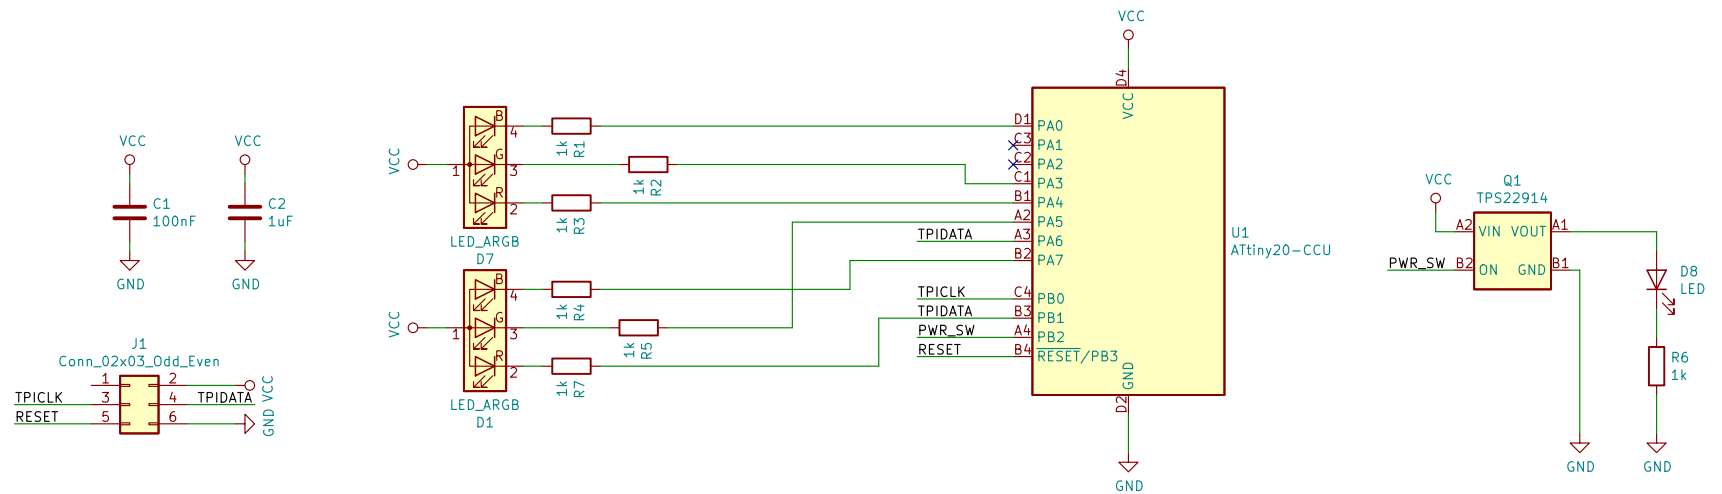 VCC
C1
100nF
GND
VCC
C2
1uF
GND
J1
Conn_02x03_Odd_Even
1 2 VCC
TPICLK 3 4 TPIDATA
RESET 5 6 GND
VCC
1
B
4
G
3
R
2
LED_ARGB
D7
1k
R1
1k
R2
1k
R3
VCC
1
B
4
G
3
R
2
LED_ARGB
D1
1k
R4
1k
R5
1k
R7
VCC
D4
VCC
D1 PA0
C3 PA1
C2 PA2
C1 PA3
B1 PA4
A2 PA5
TPIDATA A3 PA6
B2 PA7
TPICLK C4 PB0
TPIDATA B3 PB1
PWR_SW A4 PB2
RESET B4 RESET/PB3
GND
D2
GND
U1
ATtiny20-CCU
VCC
Q1
TPS22914
A2 VIN VOUT A1
PWR_SW B2 ON GND B1
GND
D8
LED
R6
1k
GND